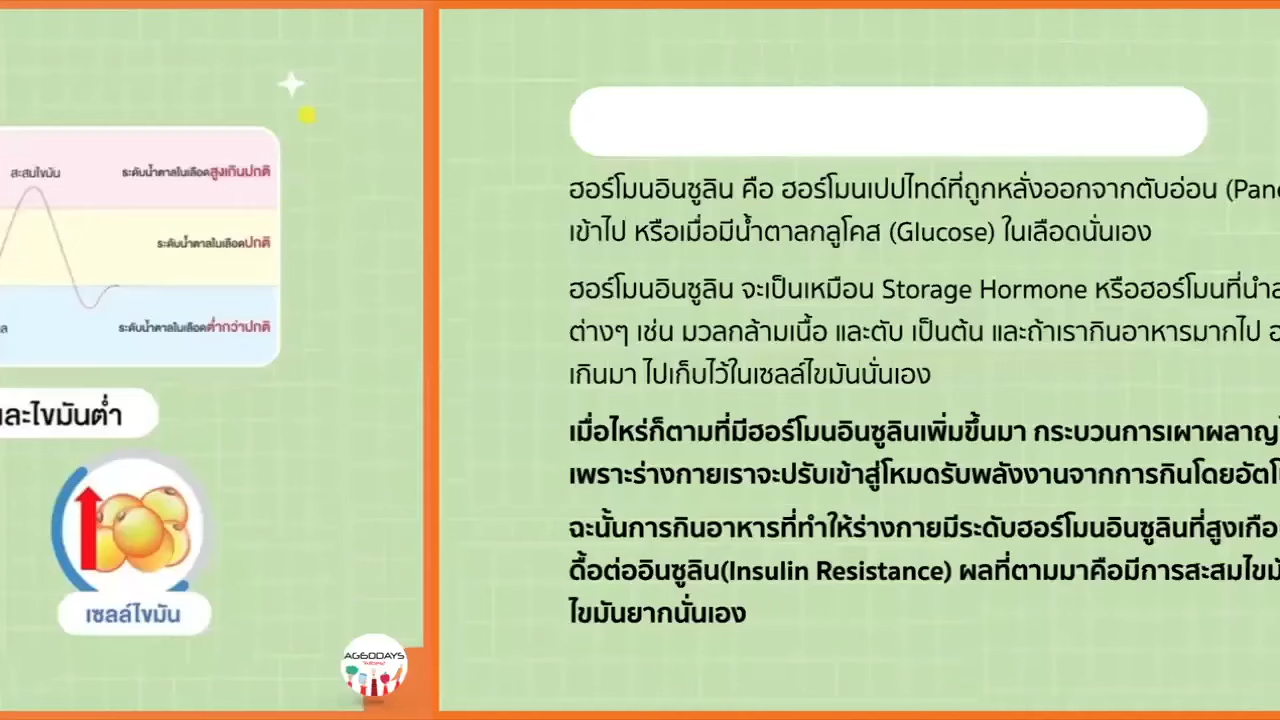 สะสมไขมัน
ระดับน้ำตาลในเลือดสูงเกินปกติ
ระดับน้ำตาลในเลือดปกติ
ระดับน้ำตาลในเลือดต่ำกว่าปกติ
และไขมันต่ำ
เซลล์ไขมัน
AG60DAYS
ฮอร์โมนอินซูลิน คือ ฮอร์โมนเปปไทด์ที่ถูกหลั่งออกจากตับอ่อน (Panc
เข้าไป หรือเมื่อมีน้ำตาลกลูโคส (Glucose) ในเลือดนั่นเอง
ฮอร์โมนอินซูลิน จะเป็นเหมือน Storage Hormone หรือฮอร์โมนที่นำส
ต่างๆ เช่น มวลกล้ามเนื้อ และตับ เป็นต้น และถ้าเรากินอาหารมากไป อ
เกินมา ไปเก็บไว้ในเซลล์ไขมันนั่นเอง
เมื่อไหร่ก็ตามที่มีฮอร์โมนอินซูลินเพิ่มขึ้นมา กระบวนการเผาผลาญ
เพราะร่างกายเราจะปรับเข้าสู่โหมดรับพลังงานจากการกินโดยอัตโ
ฉะนั้นการกินอาหารที่ทำให้ร่างกายมีระดับฮอร์โมนอินซูลินที่สูงเกือ
ดื้อต่ออินซูลิน(Insulin Resistance) ผลที่ตามมาคือมีการสะสมไขมั
ไขมันยากนั่นเอง